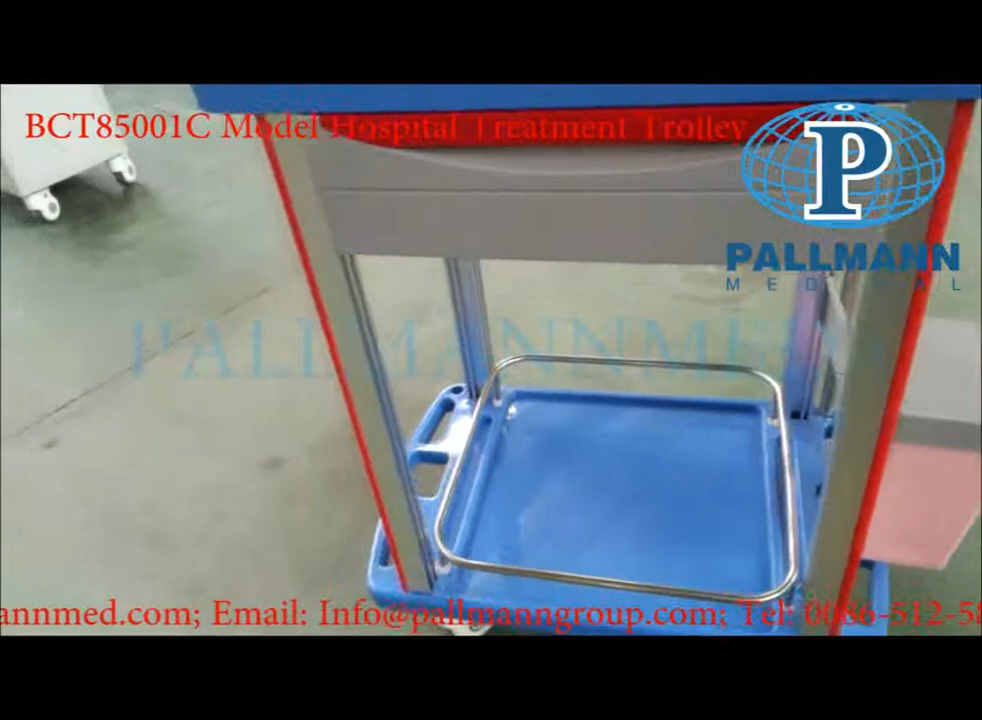 BCT85001C Model Hospital Treatment Trolley
P
PALLMANN
MEDICAL
PALLMANNMED
annmed.com; Email: Info@pallmanngroup.com; Tel: 0086-512-58